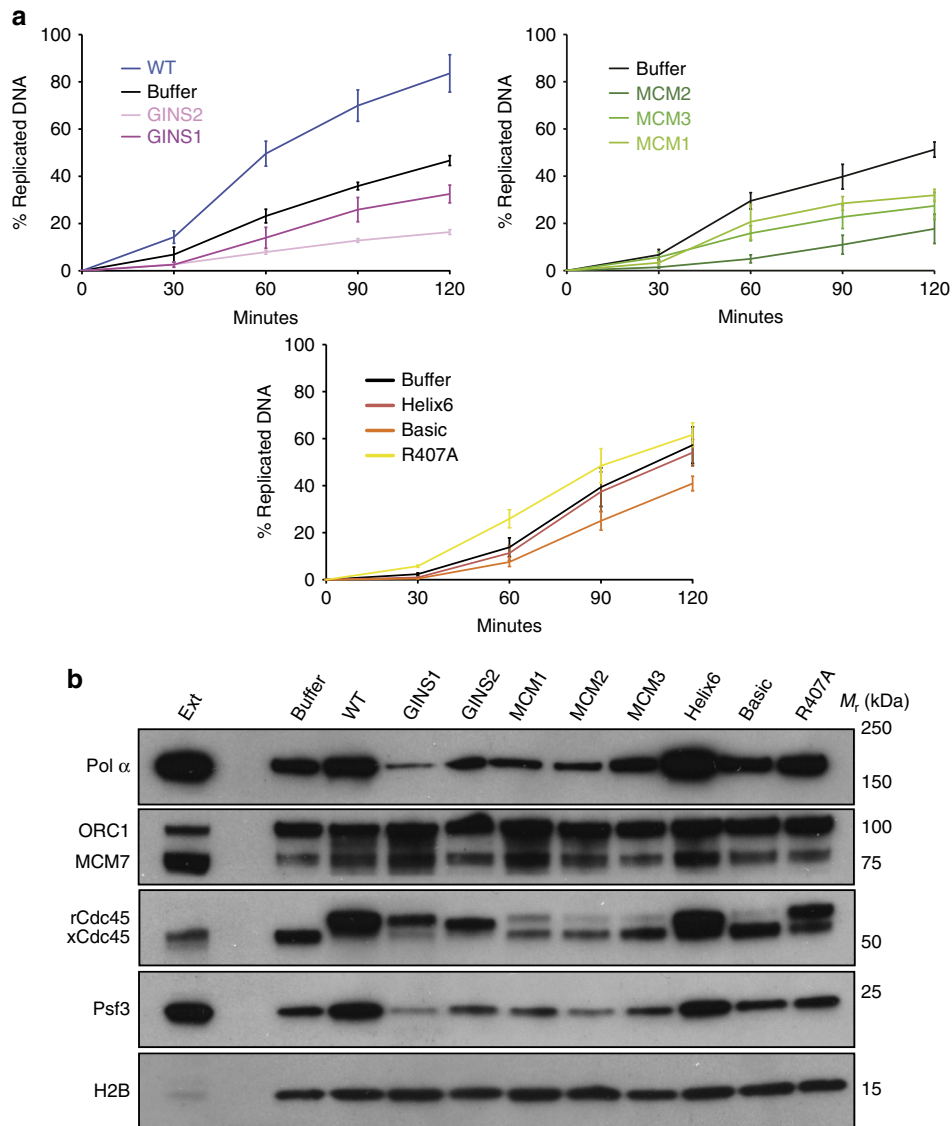 a
100
80
60
40
20
0
% Replicated DNA
WT
Buffer
GINS2
GINS1
0 30 60 90 120
Minutes
100
80
60
40
20
0
% Replicated DNA
Buffer
MCM2
MCM3
MCM1
0 30 60 90 120
Minutes
100
80
60
40
20
0
% Replicated DNA
Buffer
Helix6
Basic
R407A
0 30 60 90 120
Minutes
b
Ext Buffer WT GINS1 GINS2 MCM1 MCM2 MCM3 Helix6 Basic R407A Mr (kDa)
250
Pol α
150
ORC1 100
MCM7 75
rCdc45
xCdc45 50
25
Psf3
H2B 15